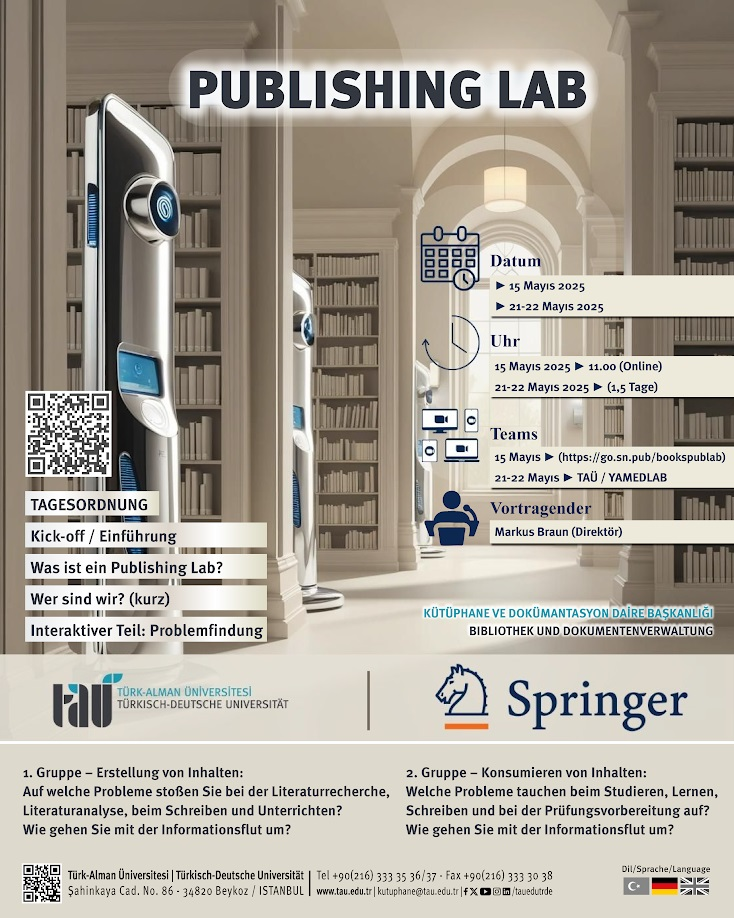 PUBLISHING LAB
Datum
► 15 Mayıs 2025
► 21-22 Mayıs 2025
Uhr
15 Mayıs 2025 ► 11.00 (Online)
21-22 Mayıs 2025 ► (1,5 Tage)
Teams
15 Mayıs ► (https://go.sn.pub/bookspublab)
21-22 Mayıs ► TAÜ / YAMEDLAB
Vortragender
Markus Braun (Direktör)
TAGESORDNUNG
Kick-off / Einführung
Was ist ein Publishing Lab?
Wer sind wir? (kurz)
Interaktiver Teil: Problemfindung
KÜTÜPHANE VE DOKÜMANTASYON DAİRE BAŞKANLIĞI
BIBLIOTHEK UND DOKUMENTENVERWALTUNG
taü TÜRK-ALMAN ÜNİVERSİTESİ
TÜRKISCH-DEUTSCHE UNIVERSITÄT
Springer
1. Gruppe – Erstellung von Inhalten:
Auf welche Probleme stoßen Sie bei der Literaturrecherche,
Literaturanalyse, beim Schreiben und Unterrichten?
Wie gehen Sie mit der Informationsflut um?
2. Gruppe – Konsumieren von Inhalten:
Welche Probleme tauchen beim Studieren, Lernen,
Schreiben und bei der Prüfungsvorbereitung auf?
Wie gehen Sie mit der Informationsflut um?
Türk-Alman Üniversitesi | Türkisch-Deutsche Universität
Şahinkaya Cad. No. 86 - 34820 Beykoz / ISTANBUL
Tel +90(216) 333 35 36/37 · Fax +90(216) 333 30 38
www.tau.edu.tr | kutuphane@tau.edu.tr | /tauedutrde
Dil/Sprache/Language